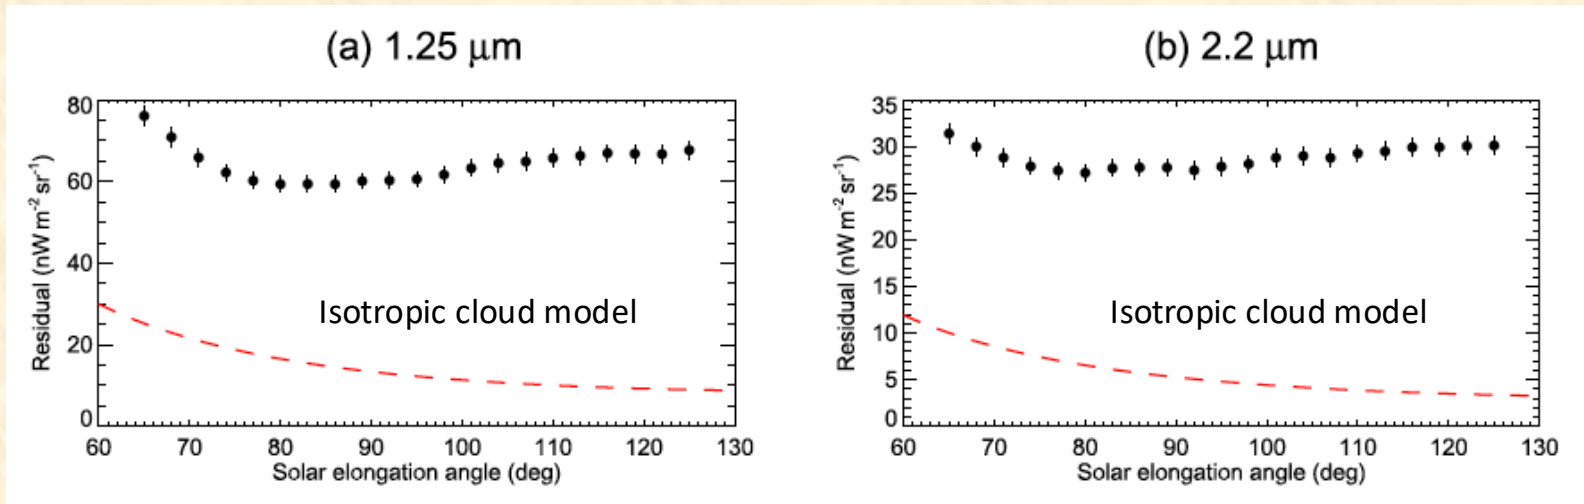 (a) 1.25 μm
80
60
40
20
0
Residual (nW m⁻² sr⁻¹)
Isotropic cloud model
60 70 80 90 100 110 120 130
Solar elongation angle (deg)
(b) 2.2 μm
35
30
25
20
15
10
5
0
Residual (nW m⁻² sr⁻¹)
Isotropic cloud model
60 70 80 90 100 110 120 130
Solar elongation angle (deg)